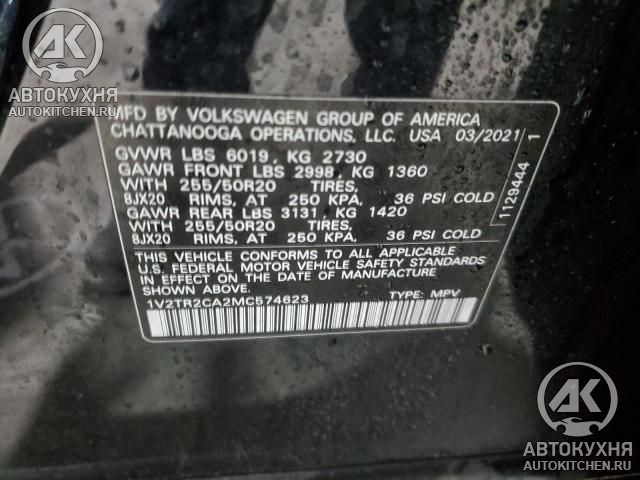 AK
АВТОКУХНЯ
AUTOKITCHEN.RU
MFD BY VOLKSWAGEN GROUP OF AMERICA
CHATTANOOGA OPERATIONS, LLC. USA 03/2021
GVWR LBS 6019, KG 2730
GAWR FRONT LBS 2998, KG 1360
WITH 255/50R20 TIRES,
8JX20 RIMS, AT 250 KPA, 36 PSI COLD
GAWR REAR LBS 3131, KG 1420
WITH 255/50R20 TIRES,
8JX20 RIMS, AT 250 KPA, 36 PSI COLD
THIS VEHICLE CONFORMS TO ALL APPLICABLE
U.S. FEDERAL MOTOR VEHICLE SAFETY STANDARDS
IN EFFECT ON THE DATE OF MANUFACTURE
SHOWN ABOVE.
1V2TR2CA2MC574623 TYPE: MPV
1129444 1
AK
АВТОКУХНЯ
AUTOKITCHEN.RU